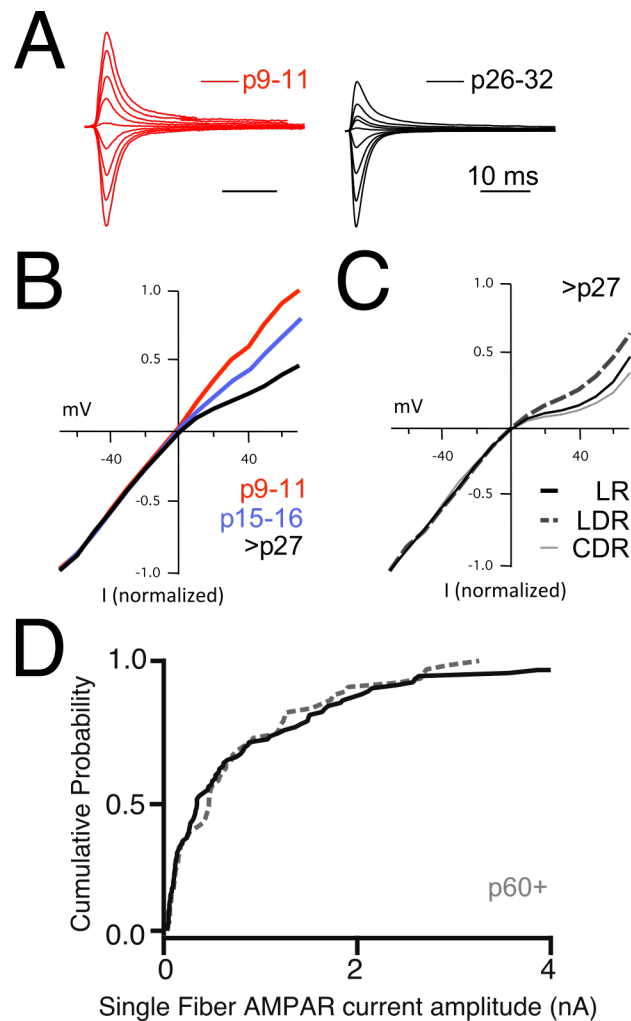 A
p9-11
p26-32
10 ms
B
1.0
0.5
mV
-40
40
-0.5
-1.0
p9-11
p15-16
>p27
I (normalized)
C
1.0
>p27
0.5
mV
-40
40
-0.5
-1.0
LR
LDR
CDR
I (normalized)
D
Cumulative Probability
1.0
0.5
0.0
p60+
0
2
4
Single Fiber AMPAR current amplitude (nA)